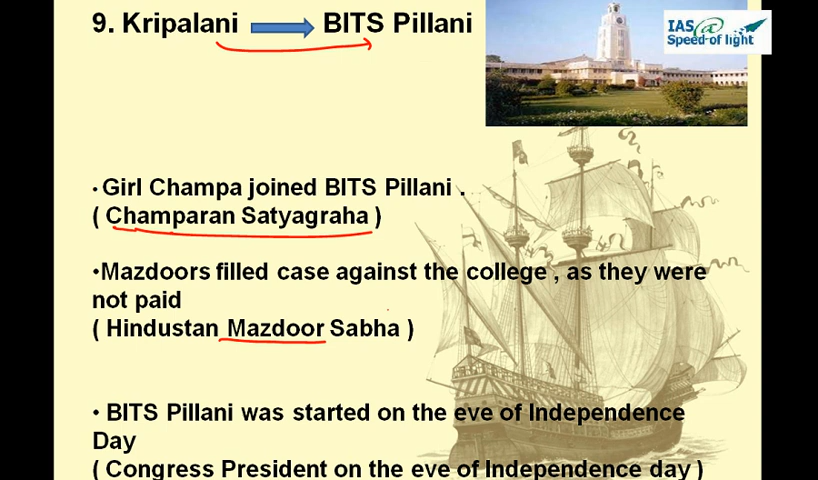 9. Kripalani BITS Pillani
IAS@
Speed of light
•Girl Champa joined BITS Pillani .
( Champaran Satyagraha )
•Mazdoors filled case against the college , as they were
not paid
( Hindustan Mazdoor Sabha )
• BITS Pillani was started on the eve of Independence
Day
( Congress President on the eve of Independence day )